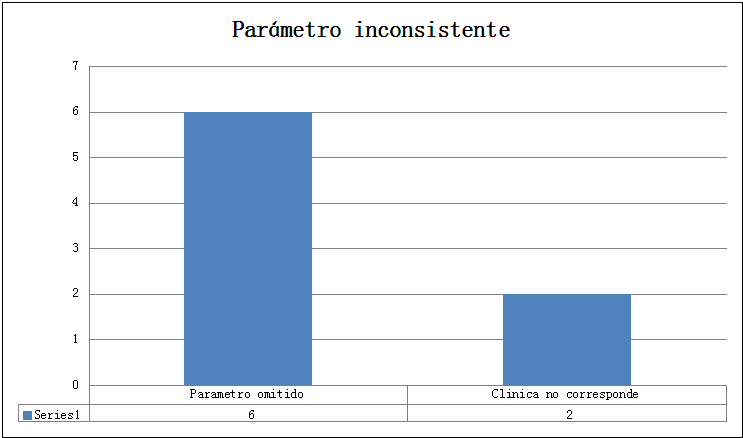 Parámetro inconsistente
7
6
5
4
3
2
1
0
Parametro omitido Clinica no corresponde
Series1 6 2